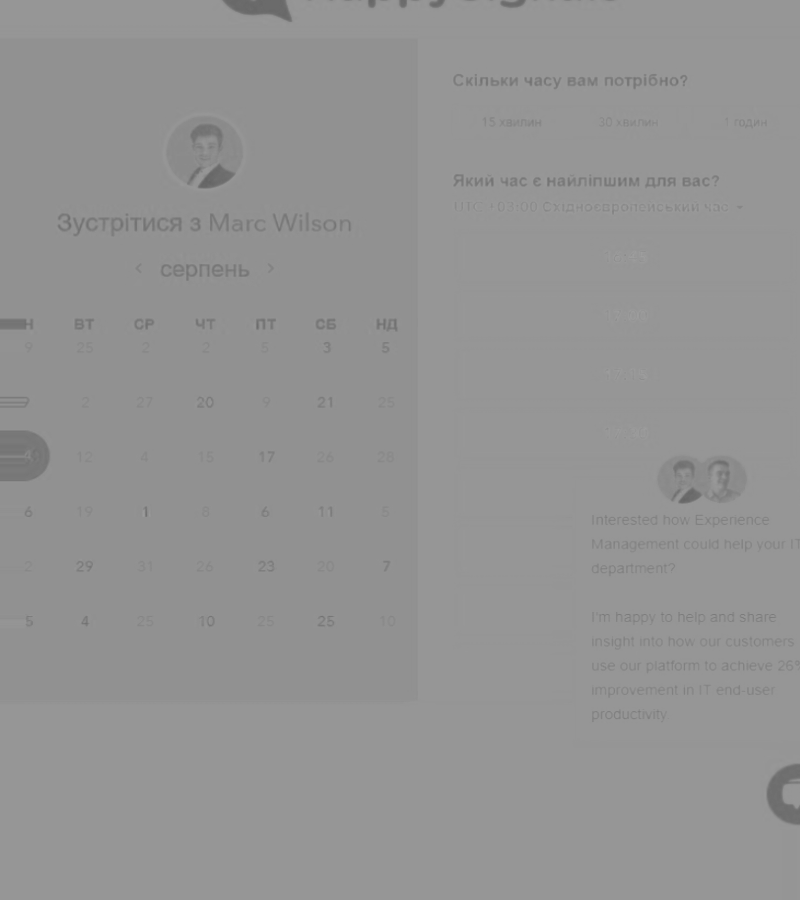 HappySignals
Скільки часу вам потрібно?
15 хвилин 30 хвилин 1 годин
Який час є найліпшим для вас?
Зустрітися з Marc Wilson
UTC +03:00 Східноєвропейський час
серпень
Н ВТ СР ЧТ ПТ СБ НД
9 25 2 2 5 3 5
2 27 20 9 21 25
4 12 4 15 17 26 28
6 19 1 8 6 11 5
2 29 31 26 23 20 7
5 4 25 10 25 25 10
Interested how Experience
Management could help your IT
department?
I'm happy to help and share
insight into how our customers
use our platform to achieve 26%
improvement in IT end-user
productivity